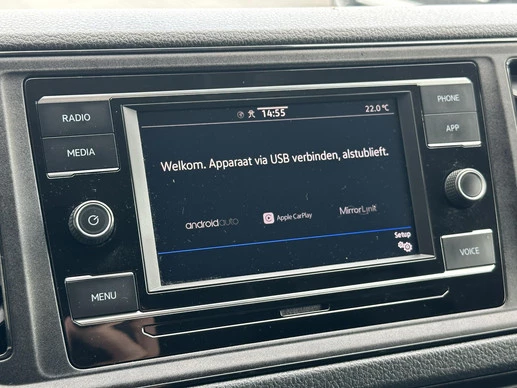 RADIO
MEDIA
MENU
PHONE
APP
VOICE
14:55
22.0 °C
Welkom. Apparaat via USB verbinden, alstublieft.
androidauto
Apple CarPlay
MirrorLink
Setup